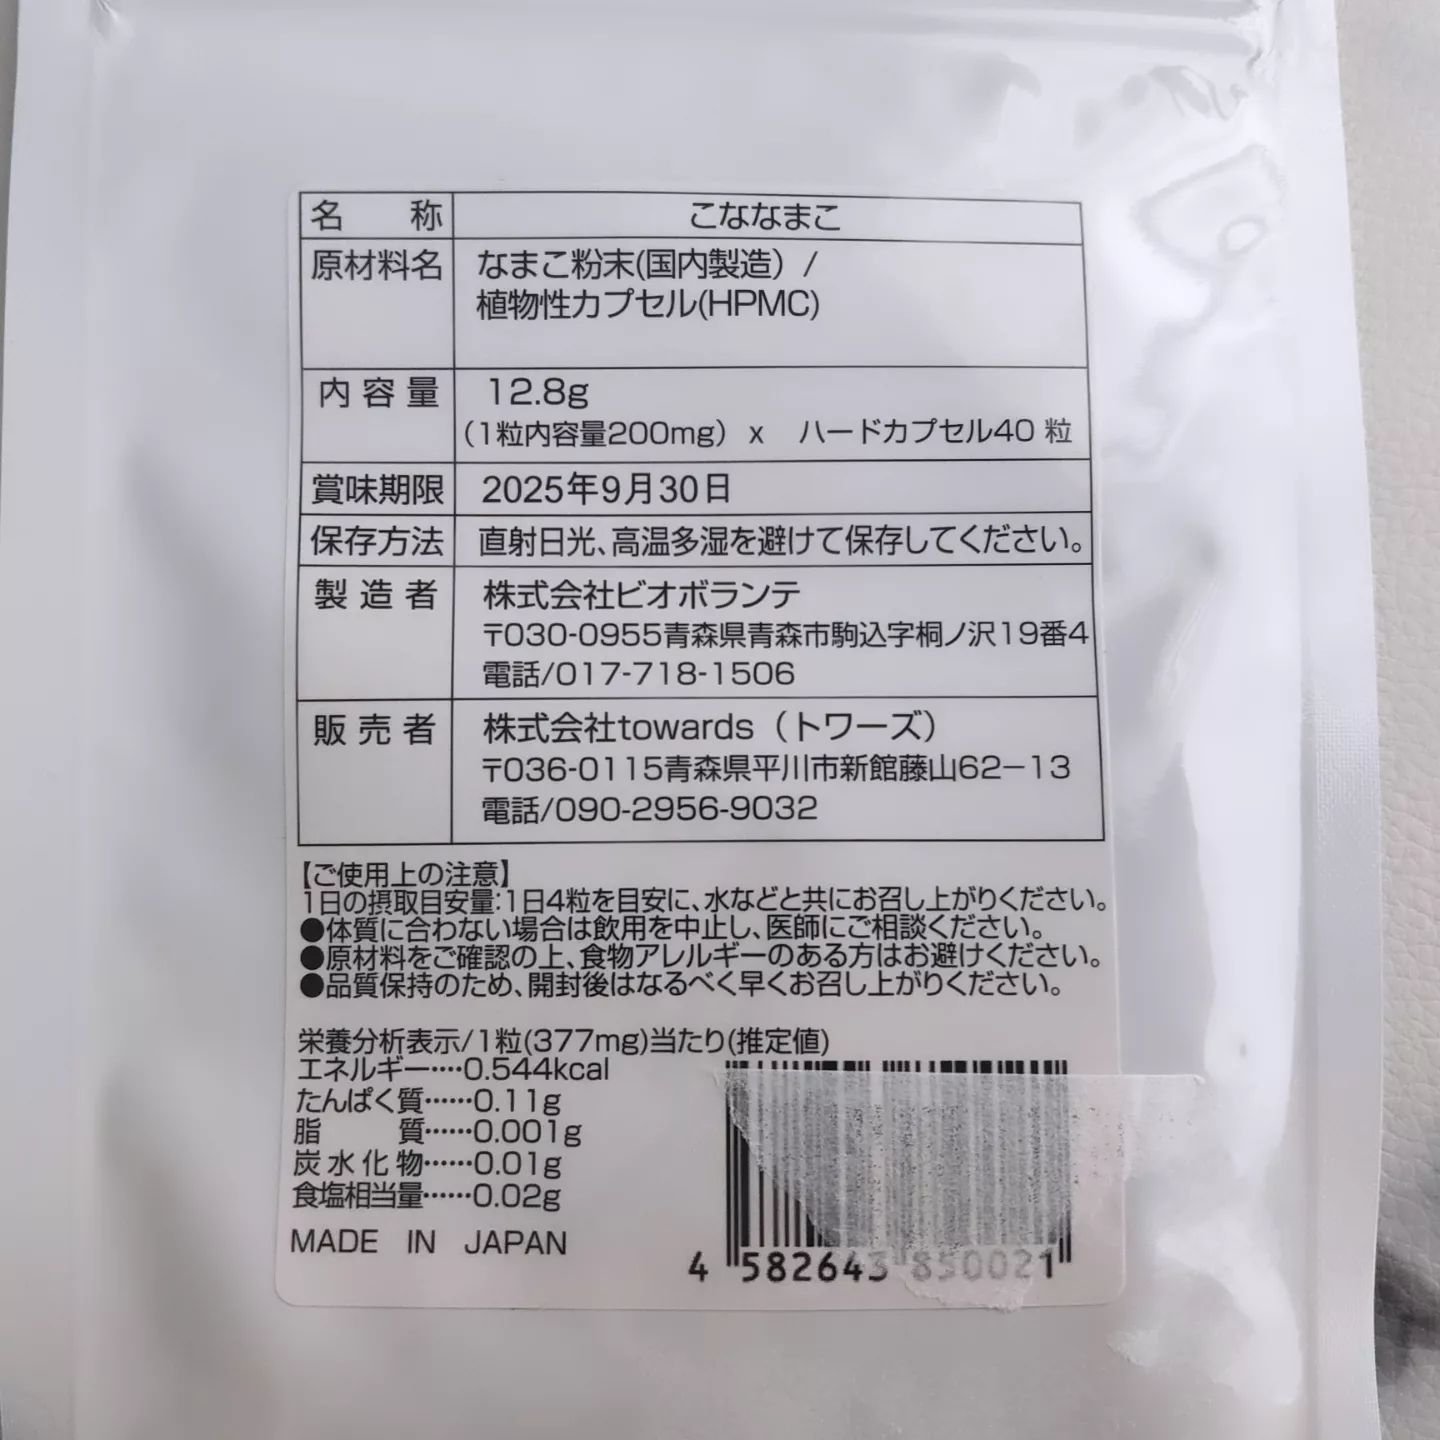 名 称 こななまこ
原材料名 なまこ粉末(国内製造) /
植物性カプセル(HPMC)
内容量 12.8g
(1粒内容量200mg) x ハードカプセル40 粒
賞味期限 2025年9月30日
保存方法 直射日光、高温多湿を避けて保存してください。
製造者 株式会社ビオボランテ
〒030-0955青森県青森市駒込字桐ノ沢19番4
電話/017-718-1506
販売者 株式会社towards (トワーズ)
〒036-0115青森県平川市新館藤山62-13
電話/090-2956-9032
【ご使用上の注意】
1日の摂取目安量:1日4粒を目安に、水などと共にお召し上がりください。
●体質に合わない場合は飲用を中止し、医師にご相談ください。
●原材料をご確認の上、食物アレルギーのある方はお避けください。
●品質保持のため、開封後はなるべく早くお召し上がりください。
栄養分析表示/1粒(377mg)当たり(推定値)
エネルギー‥‥0.544kcal
たんぱく質……0.11g
脂 質……0.001g
炭水化物……0.01g
食塩相当量……0.02g
MADE IN JAPAN
4 582643 850021